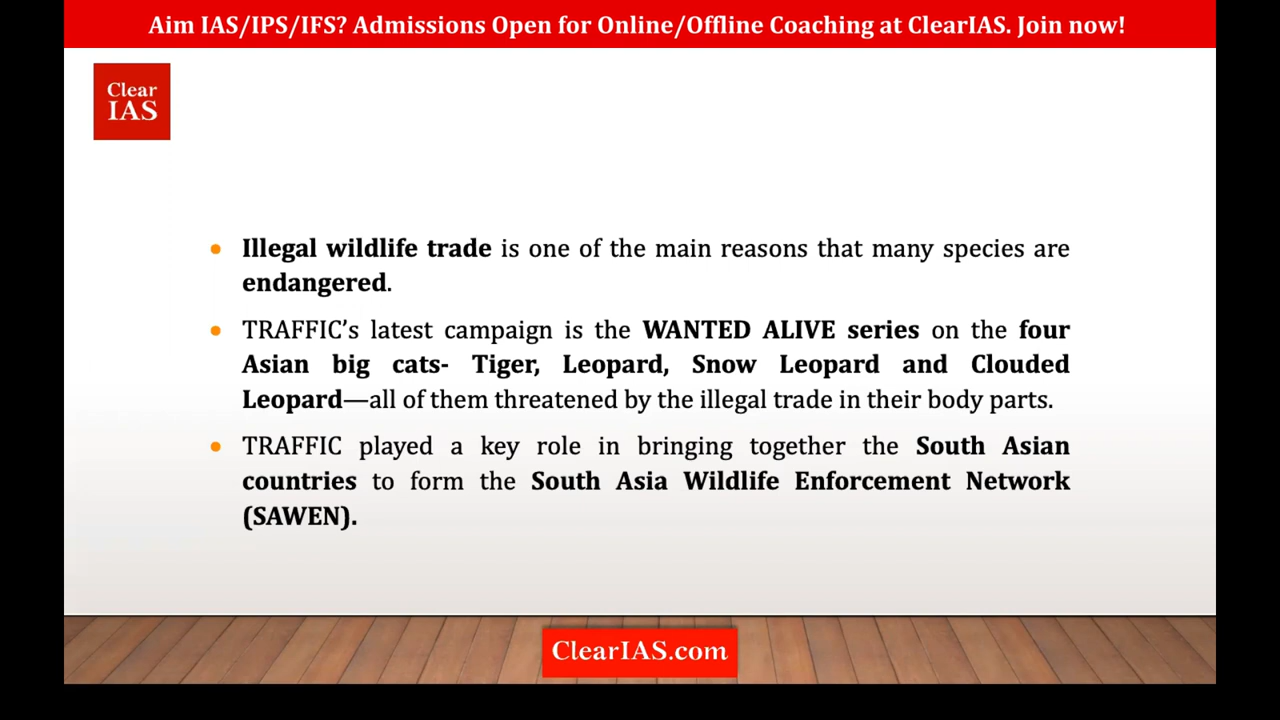 Aim IAS/IPS/IFS? Admissions Open for Online/Offline Coaching at ClearIAS. Join now!
Clear
IAS
• Illegal wildlife trade is one of the main reasons that many species are
endangered.
• TRAFFIC’s latest campaign is the WANTED ALIVE series on the four
Asian big cats- Tiger, Leopard, Snow Leopard and Clouded
Leopard—all of them threatened by the illegal trade in their body parts.
• TRAFFIC played a key role in bringing together the South Asian
countries to form the South Asia Wildlife Enforcement Network
(SAWEN).
ClearIAS.com